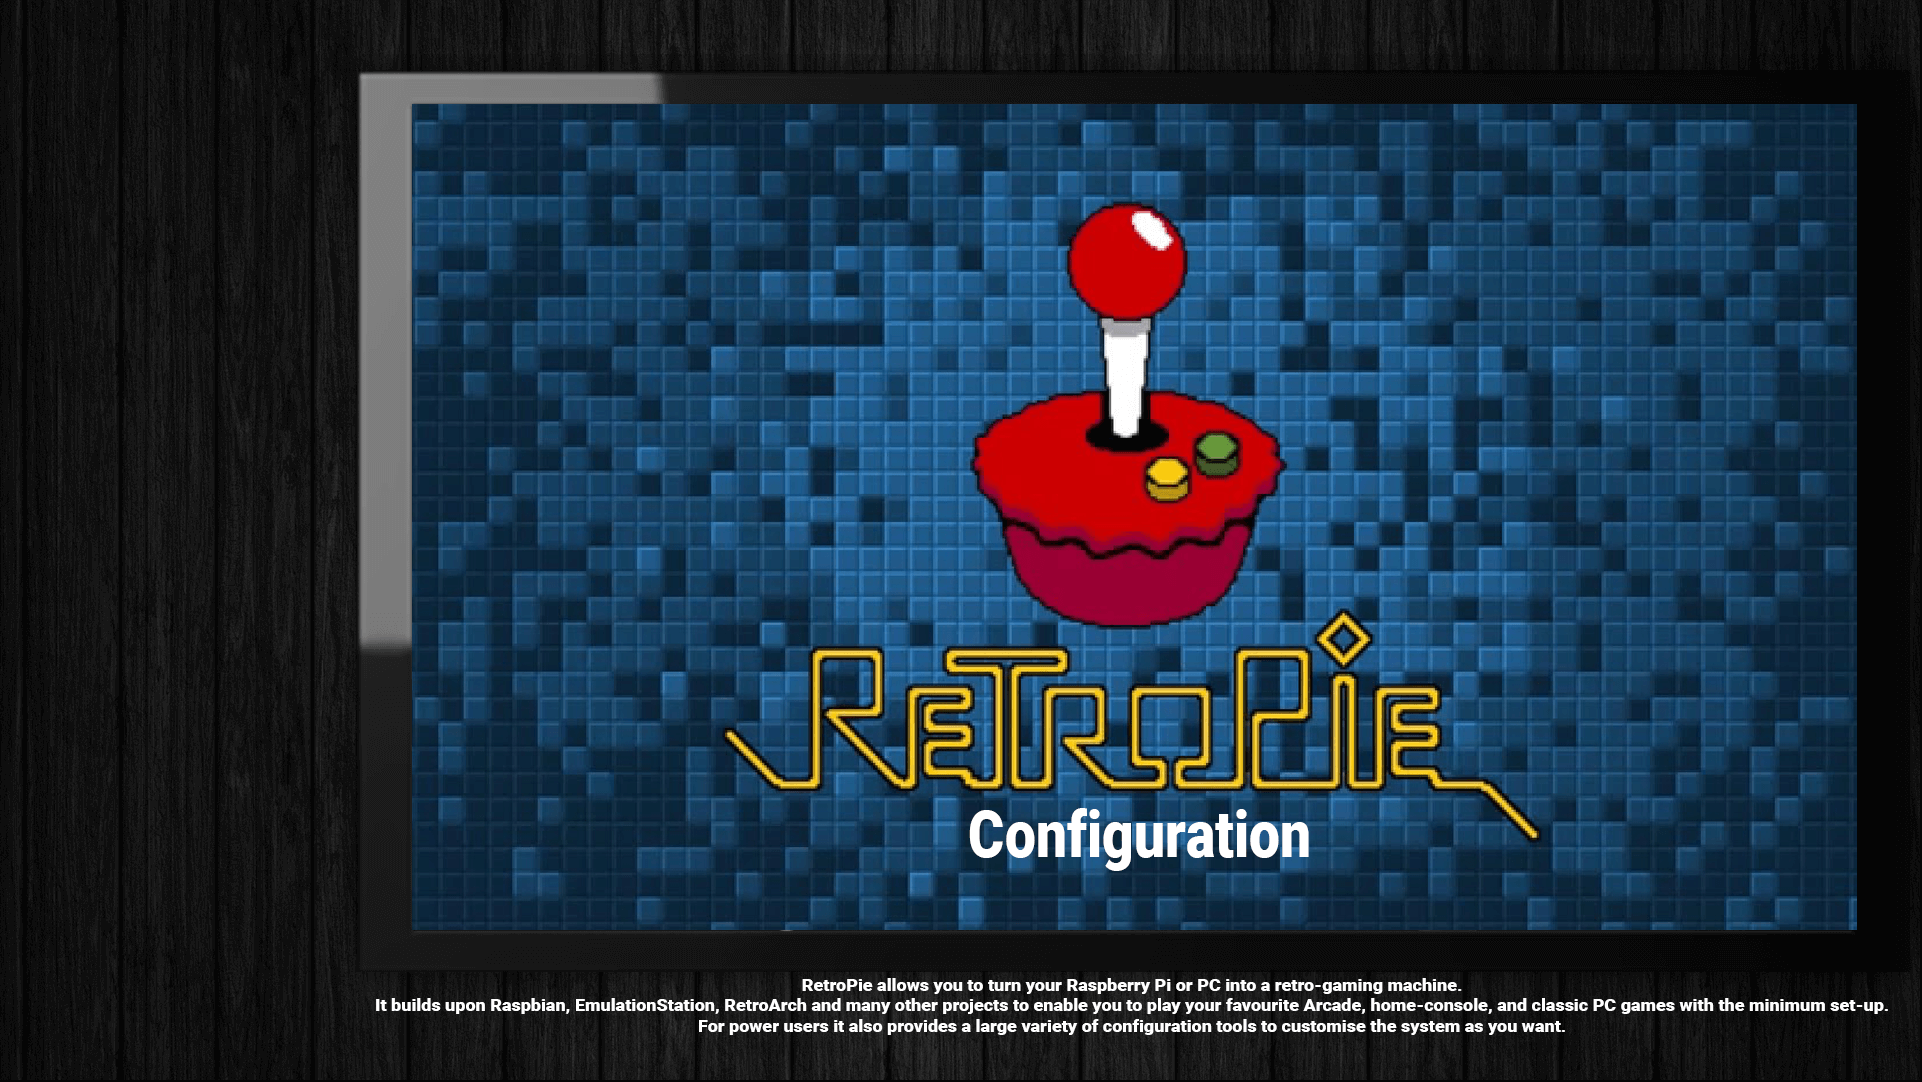 RetroPie
Configuration
RetroPie allows you to turn your Raspberry Pi or PC into a retro-gaming machine.
It builds upon Raspbian, EmulationStation, RetroArch and many other projects to enable you to play your favourite Arcade, home-console, and classic PC games with the minimum set-up.
For power users it also provides a large variety of configuration tools to customise the system as you want.